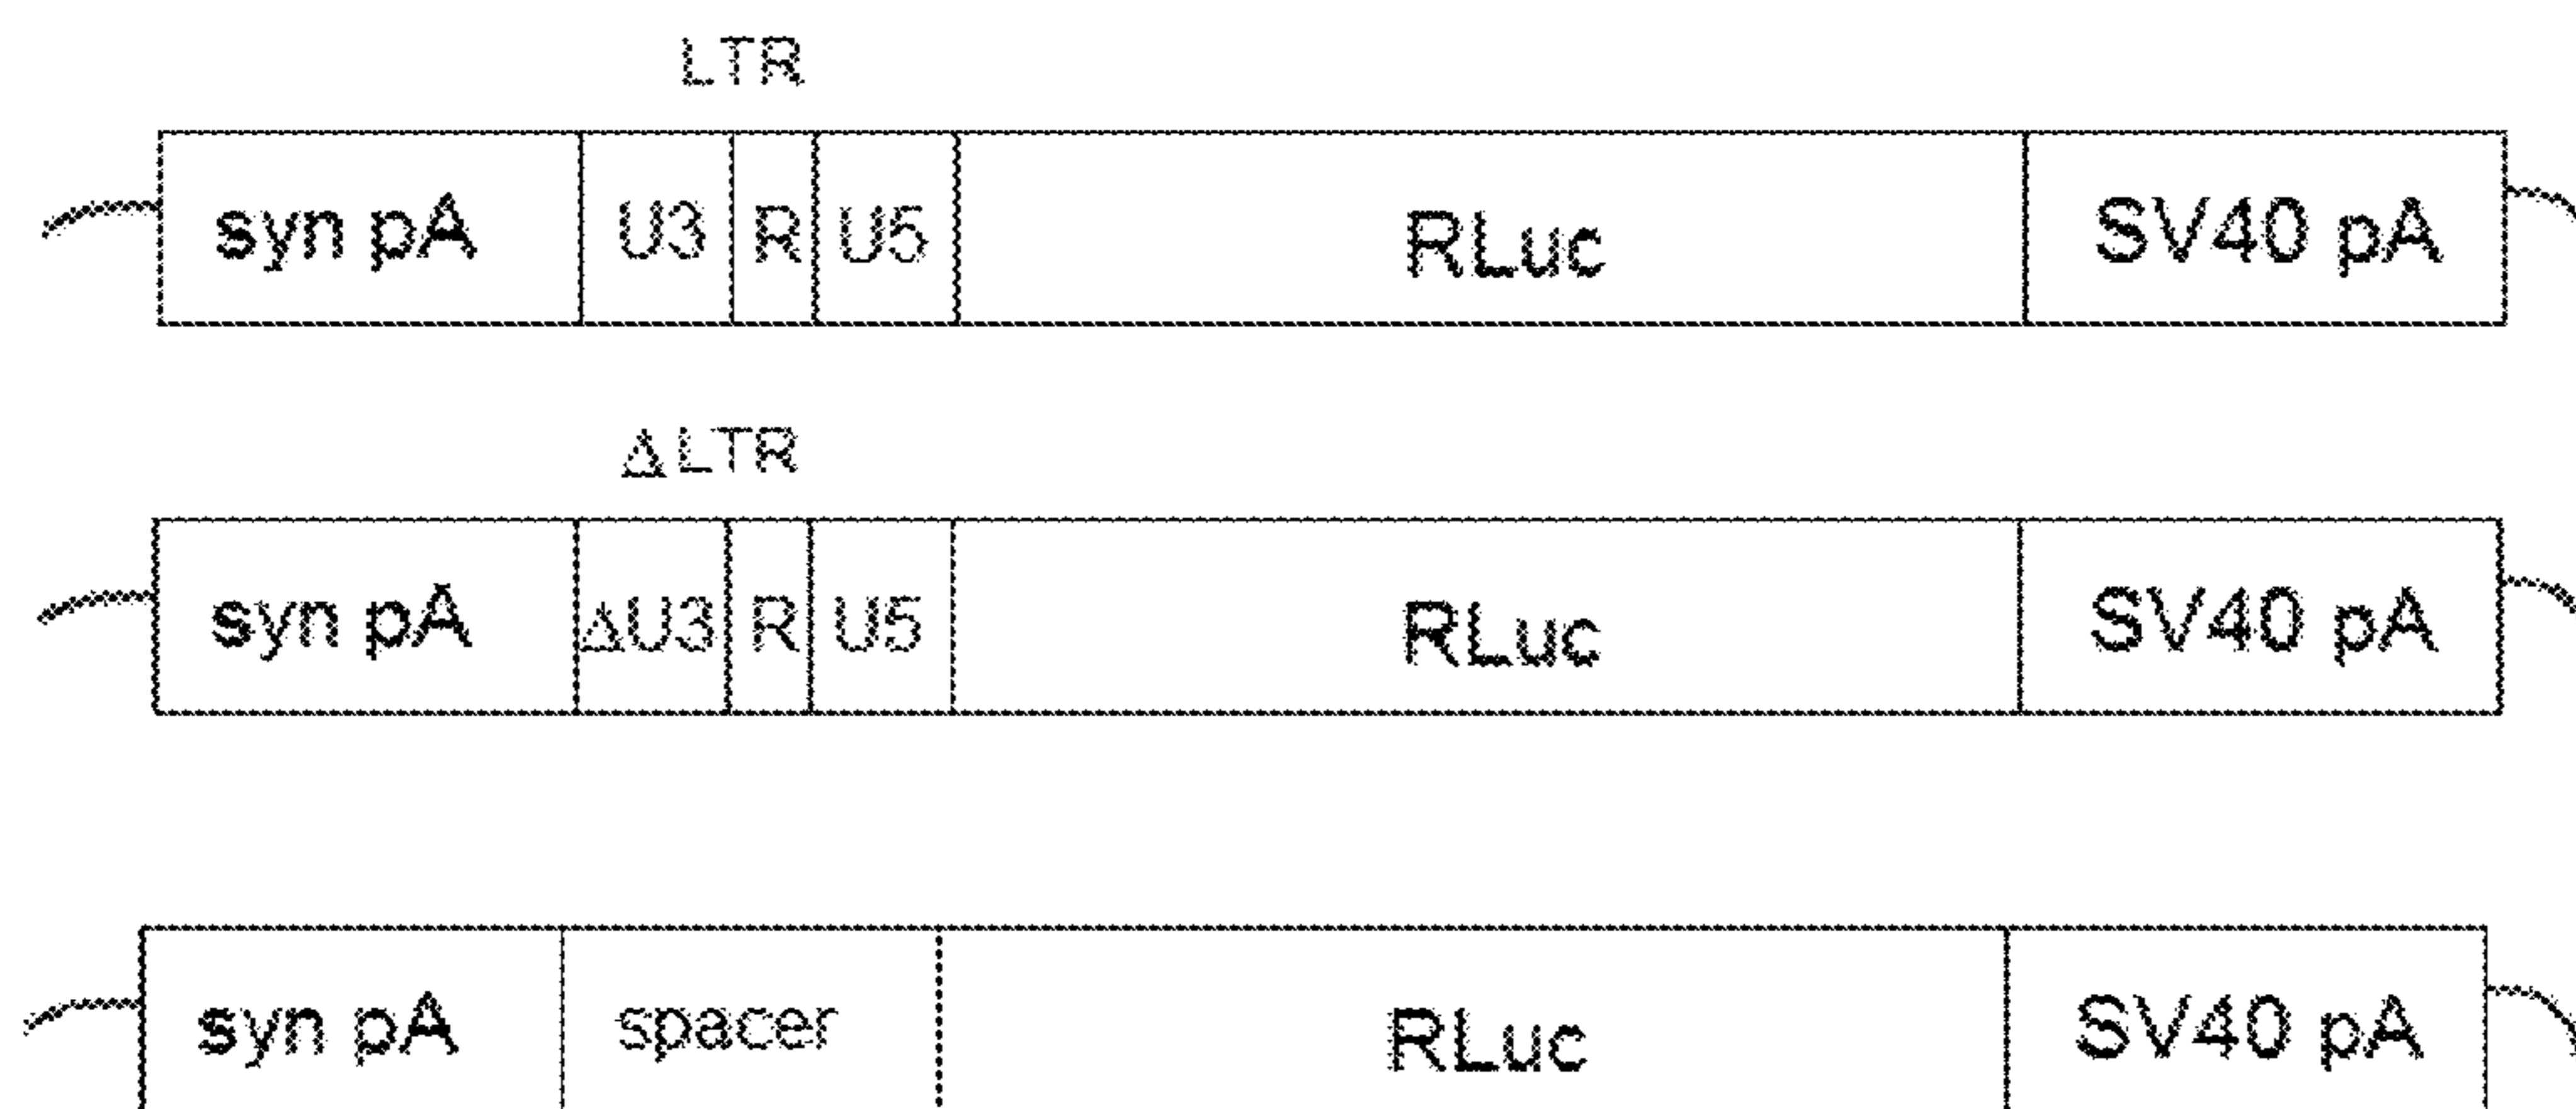 LTR
syn pA U3 R U5 RLuc SV40 pA
ΔLTR
syn pA ΔU3 R U5 RLuc SV40 pA
syn pA spacer RLuc SV40 pA